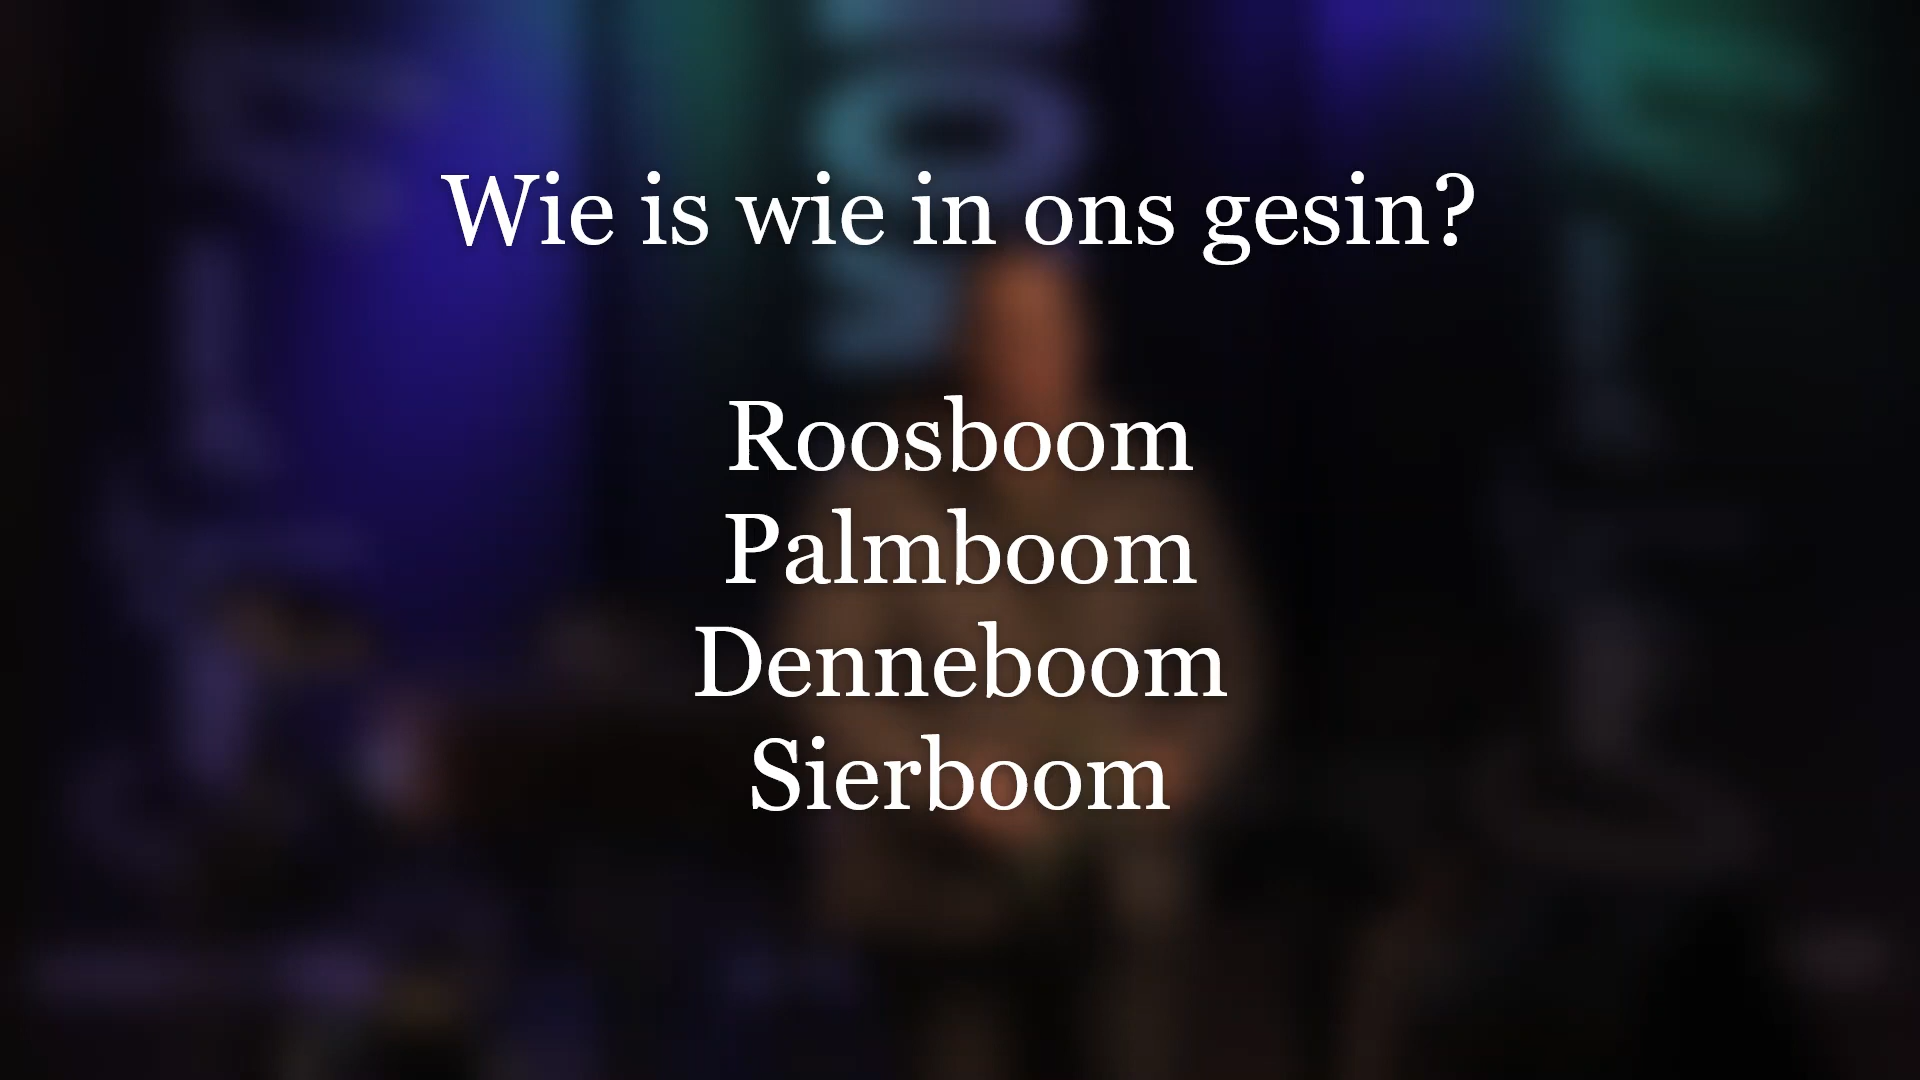 Wie is wie in ons gesin?
Roosboom
Palmboom
Denneboom
Sierboom